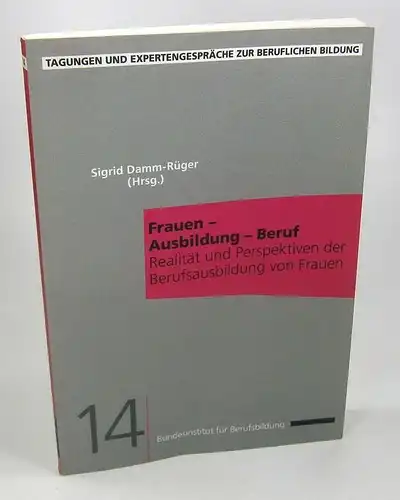 TAGUNGEN UND EXPERTENGESPRÄCHE ZUR BERUFLICHEN BILDUNG
Sigrid Damm-Rüger
(Hrsg.)
Frauen –
Ausbildung – Beruf
Realität und Perspektiven der
Berufsausbildung von Frauen
14
Bundesinstitut für Berufsbildung